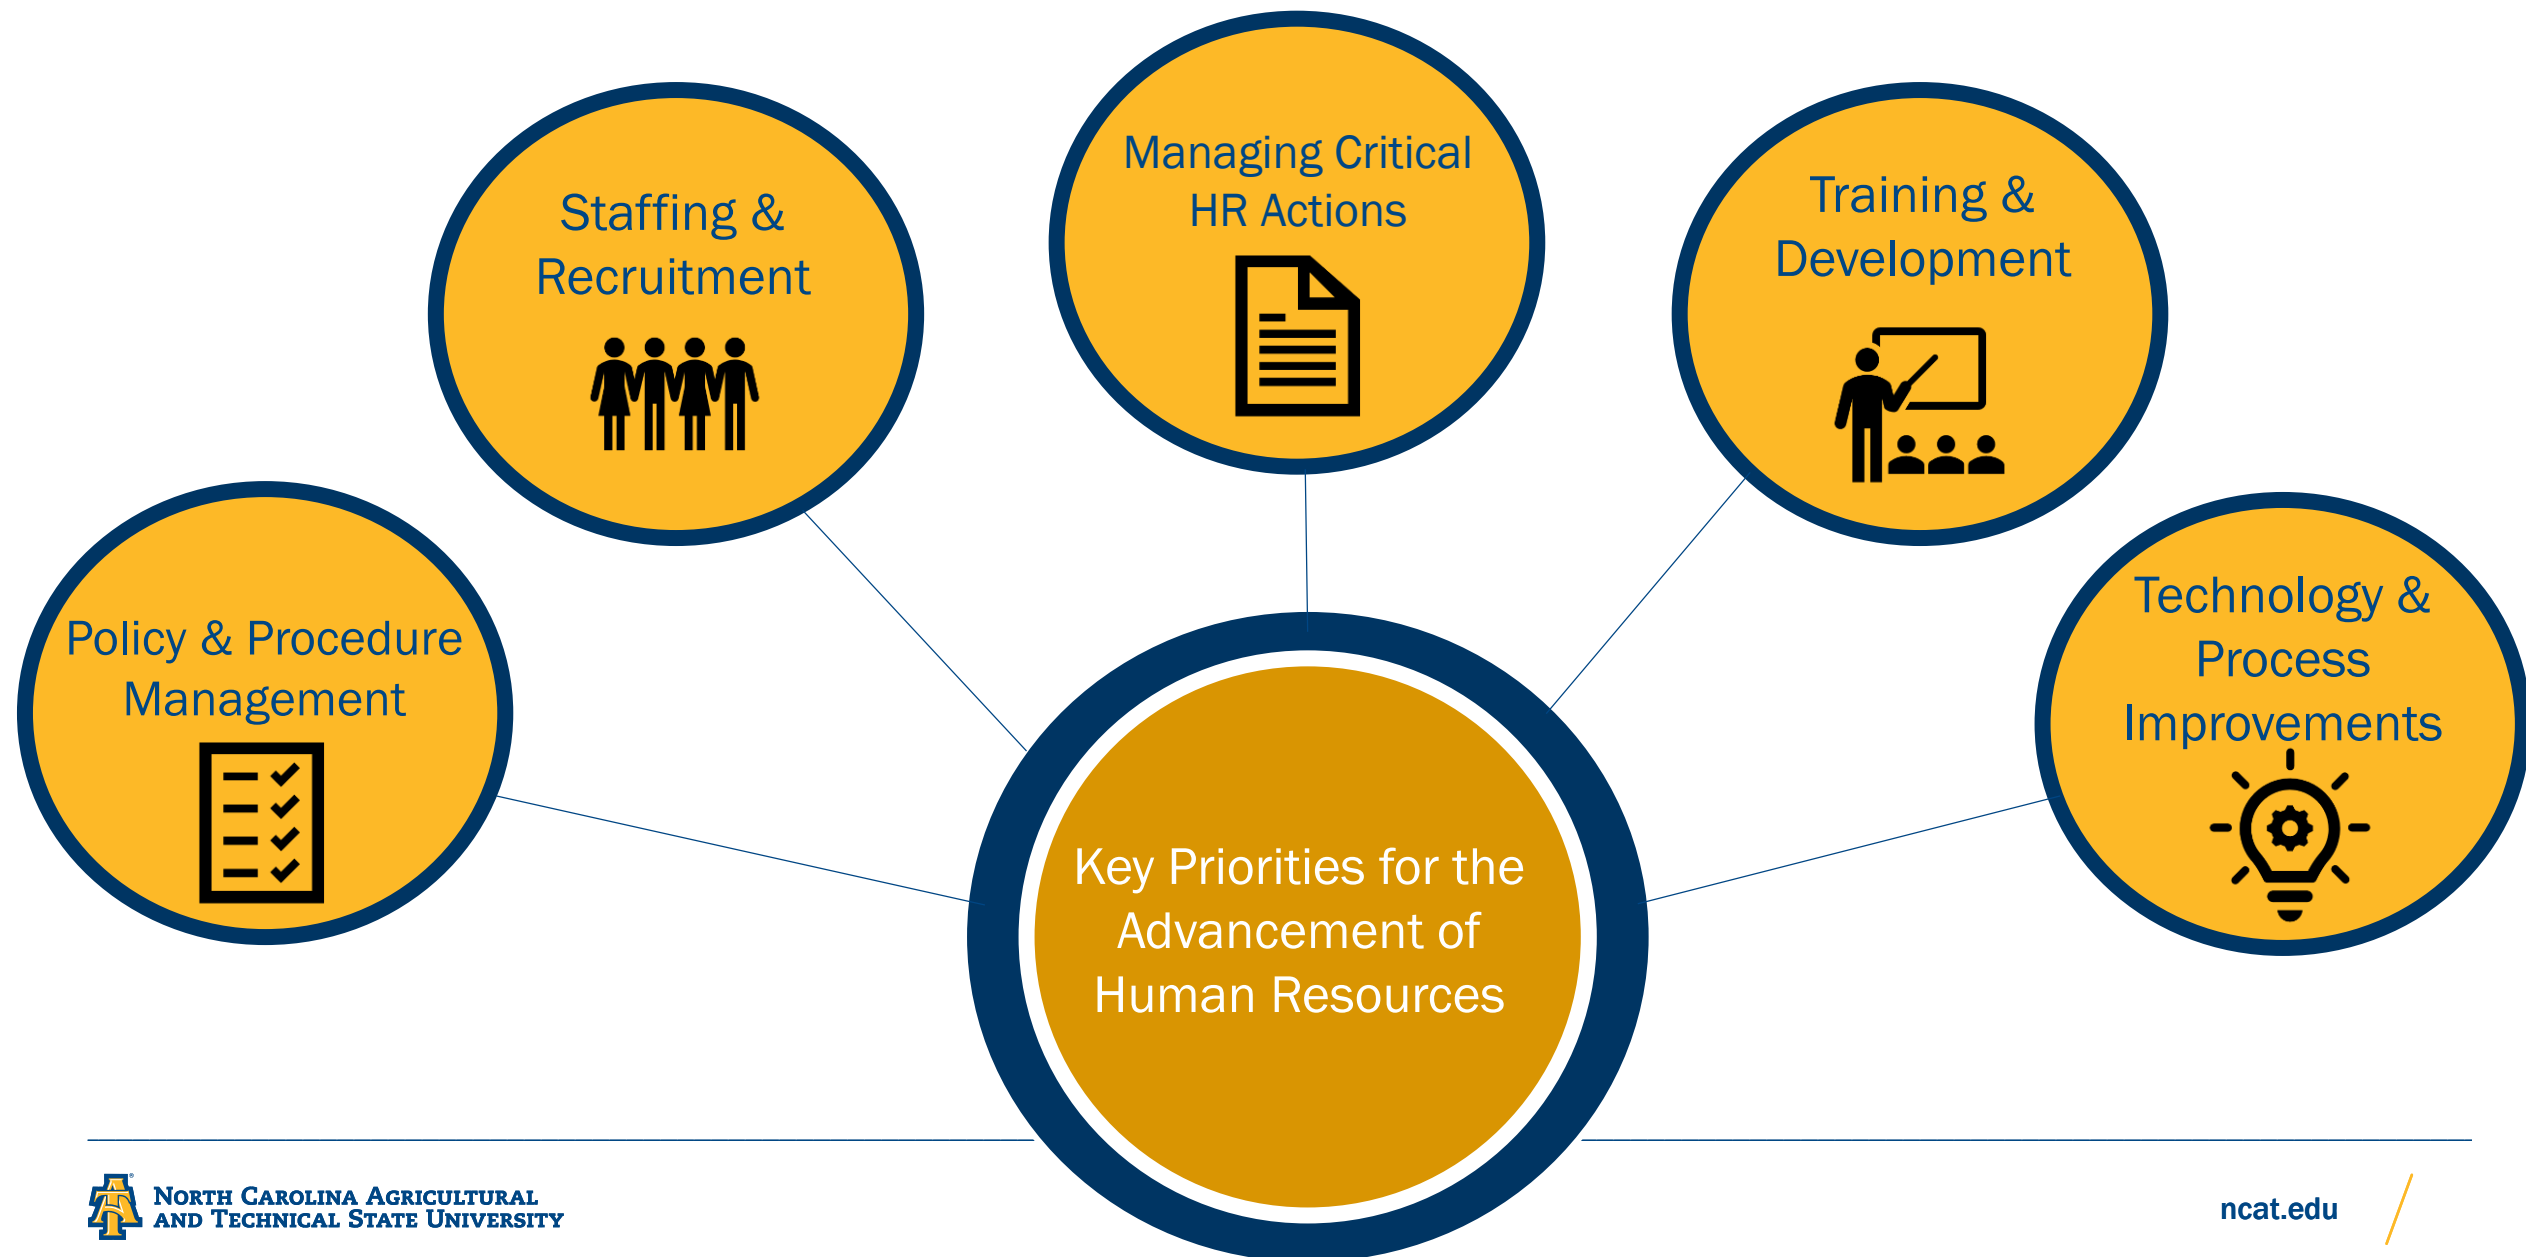 Managing Critical
HR Actions
Staffing &
Recruitment
Training &
Development
Policy & Procedure
Management
Technology &
Process
Improvements
Key Priorities for the
Advancement of
Human Resources
AT
®
NORTH CAROLINA AGRICULTURAL
AND TECHNICAL STATE UNIVERSITY
ncat.edu